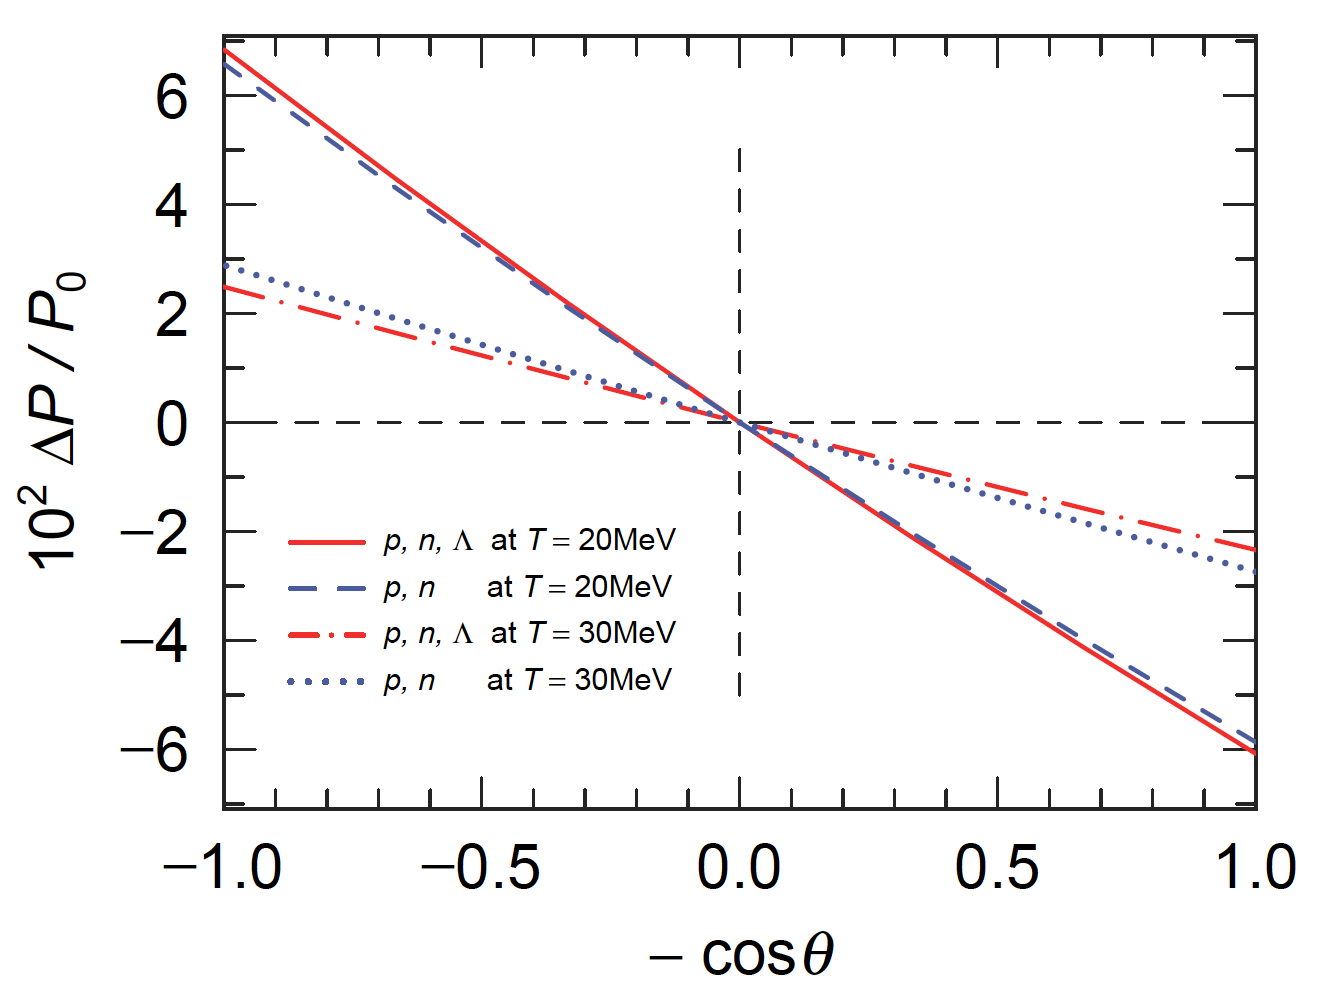 10² ΔP / P₀
6
4
2
0
−2
−4
−6
p, n, Λ at T = 20MeV
p, n at T = 20MeV
p, n, Λ at T = 30MeV
p, n at T = 30MeV
−1.0 −0.5 0.0 0.5 1.0
− cosθ